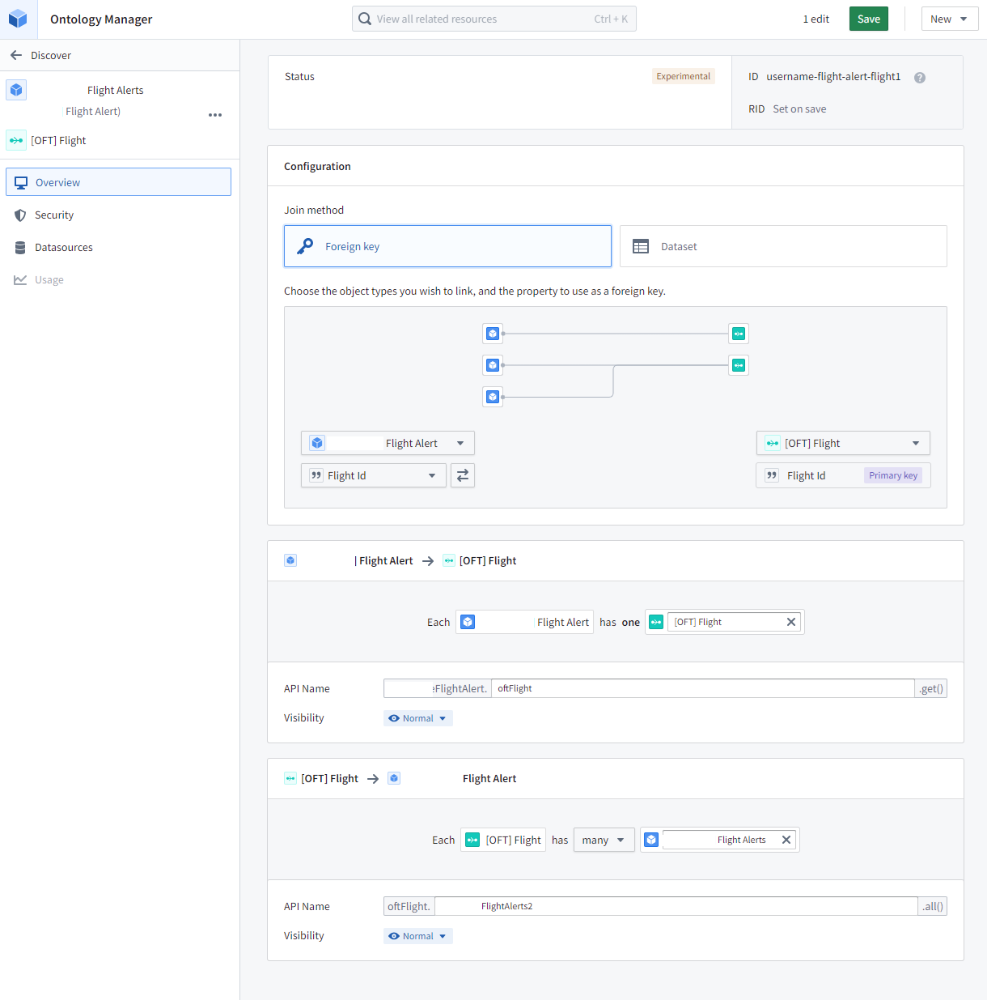 Ontology Manager
View all related resources Ctrl + K
1 edit
Save
New
Discover
Flight Alerts
Flight Alert)
[OFT] Flight
Overview
Security
Datasources
Usage
Status
Experimental
ID username-flight-alert-flight1
RID Set on save
Configuration
Join method
Foreign key
Dataset
Choose the object types you wish to link, and the property to use as a foreign key.
Flight Alert
[OFT] Flight
Flight Id
Flight Id Primary key
| Flight Alert → [OFT] Flight
Each Flight Alert has one [OFT] Flight
API Name
eFlightAlert. oftFlight .get()
Visibility
Normal
[OFT] Flight → Flight Alert
Each [OFT] Flight has many Flight Alerts
API Name
oftFlight. FlightAlerts2 .all()
Visibility
Normal